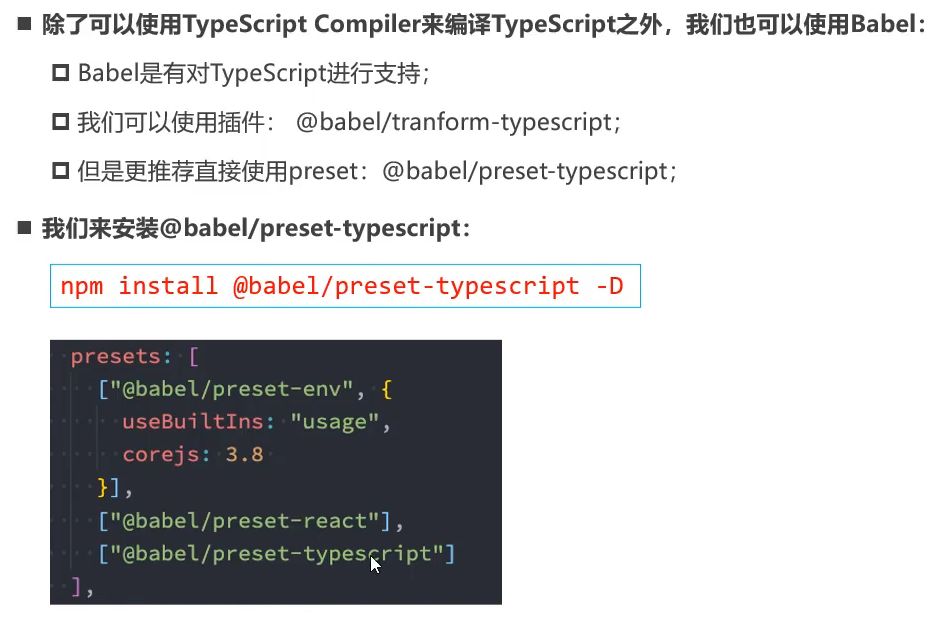 除了可以使用TypeScript Compiler来编译TypeScript之外，我们也可以使用Babel：
Babel是有对TypeScript进行支持；
我们可以使用插件： @babel/tranform-typescript；
但是更推荐直接使用preset：@babel/preset-typescript；
我们来安装@babel/preset-typescript：
npm install @babel/preset-typescript -D
presets: [
["@babel/preset-env", {
useBuiltIns: "usage",
corejs: 3.8
}],
["@babel/preset-react"],
["@babel/preset-typescript"]
],